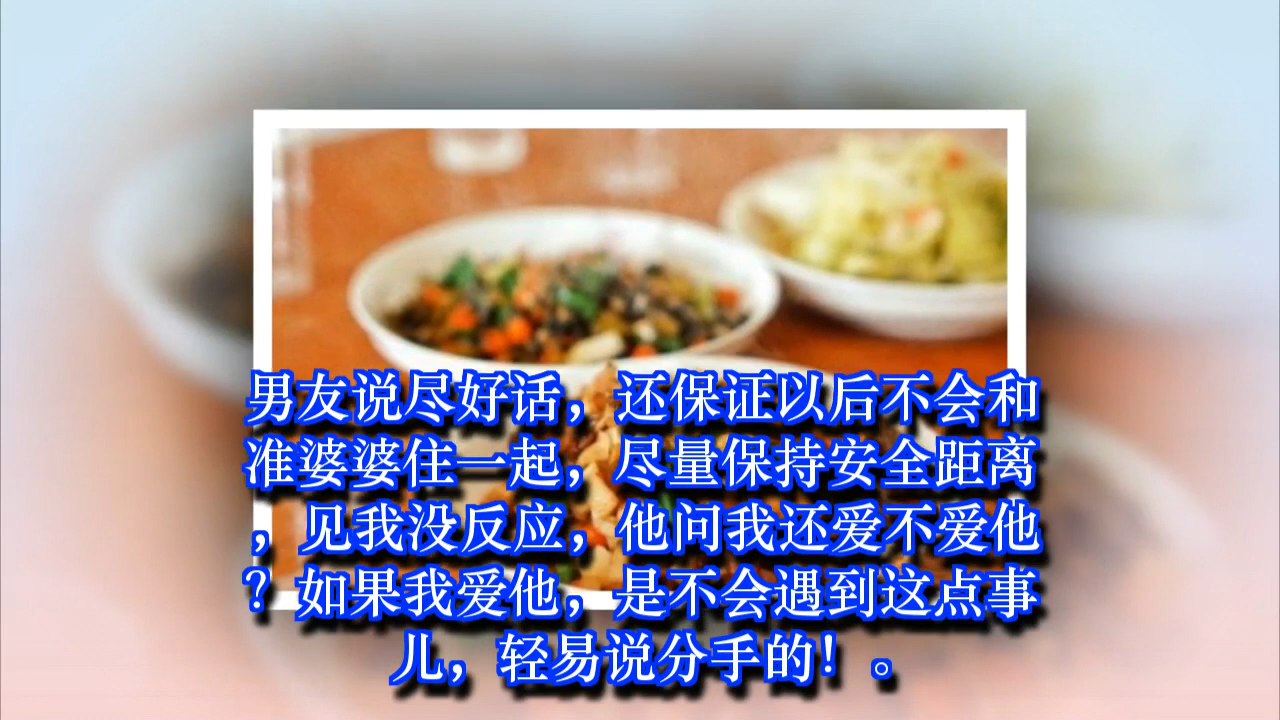 男友说尽好话，还保证以后不会和
准婆婆住一起，尽量保持安全距离
，见我没反应，他问我还爱不爱他
？如果我爱他，是不会遇到这点事
儿，轻易说分手的！。